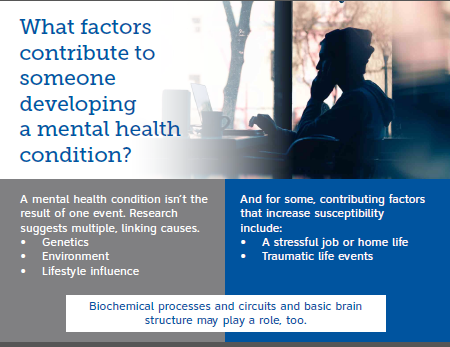 What factors
contribute to
someone
developing
a mental health
condition?
A mental health condition isn't the
result of one event. Research
suggests multiple, linking causes.
• Genetics
• Environment
• Lifestyle influence
And for some, contributing factors
that increase susceptibility
include:
• A stressful job or home life
• Traumatic life events
Biochemical processes and circuits and basic brain
structure may play a role, too.